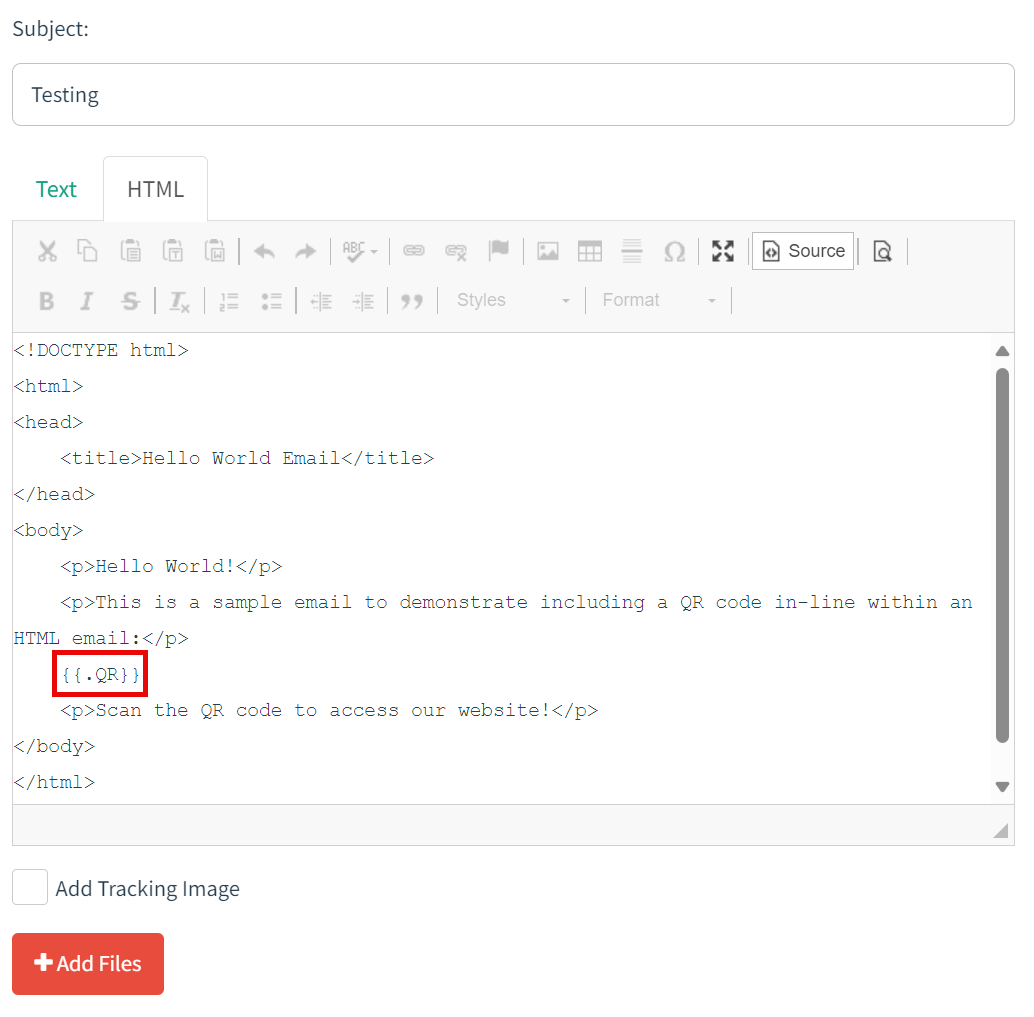 Subject:
Testing
Text HTML
ABC Source
B I S Tx Styles Format
<!DOCTYPE html>
<html>
<head>
    <title>Hello World Email</title>
</head>
<body>
    <p>Hello World!</p>
    <p>This is a sample email to demonstrate including a QR code in-line within an
HTML email:</p>
    {{.QR}}
    <p>Scan the QR code to access our website!</p>
</body>
</html>
Add Tracking Image
Add Files